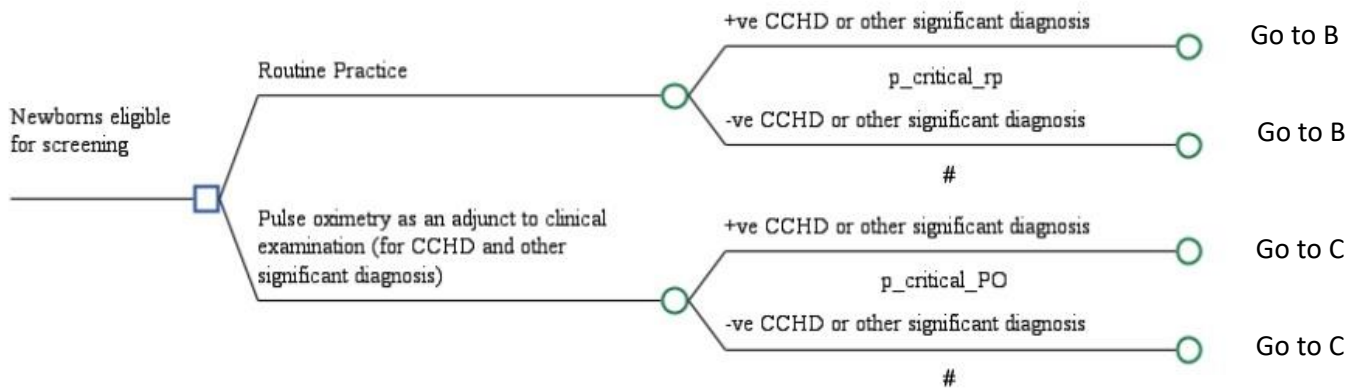 Newborns eligible
for screening
Routine Practice
+ve CCHD or other significant diagnosis
Go to B
p_critical_rp
-ve CCHD or other significant diagnosis
Go to B
#
Pulse oximetry as an adjunct to clinical
examination (for CCHD and other
significant diagnosis)
+ve CCHD or other significant diagnosis
Go to C
p_critical_PO
-ve CCHD or other significant diagnosis
Go to C
#